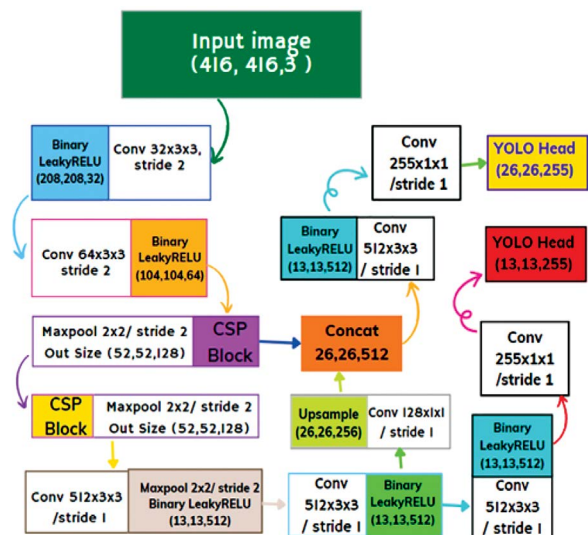 Input image
(416, 416,3 )
Binary
LeakyRELU
(208,208,32)
Conv 32x3x3,
stride 2
Conv 64x3x3
stride 2
Binary
LeakyRELU
(104,104,64)
Maxpool 2x2/ stride 2
Out Size (52,52,128)
CSP
Block
CSP
Block
Maxpool 2x2/ stride 2
Out Size (52,52,128)
Conv 512x3x3
/stride 1
Maxpool 2x2/ stride 2
Binary LeakyRELU
(13,13,512)
Conv
512x3x3
/ stride 1
Binary
LeakyRELU
(13,13,512)
Upsample
(26,26,256)
Conv 128x1x1
/ stride 1
Concat
26,26,512
Binary
LeakyRELU
(13,13,512)
Conv
512x3x3
/ stride 1
Conv
255x1x1
/stride 1
YOLO Head
(26,26,255)
Binary
LeakyRELU
(13,13,512)
Conv
512x3x3
/ stride 1
Conv
255x1x1
/stride 1
YOLO Head
(13,13,255)